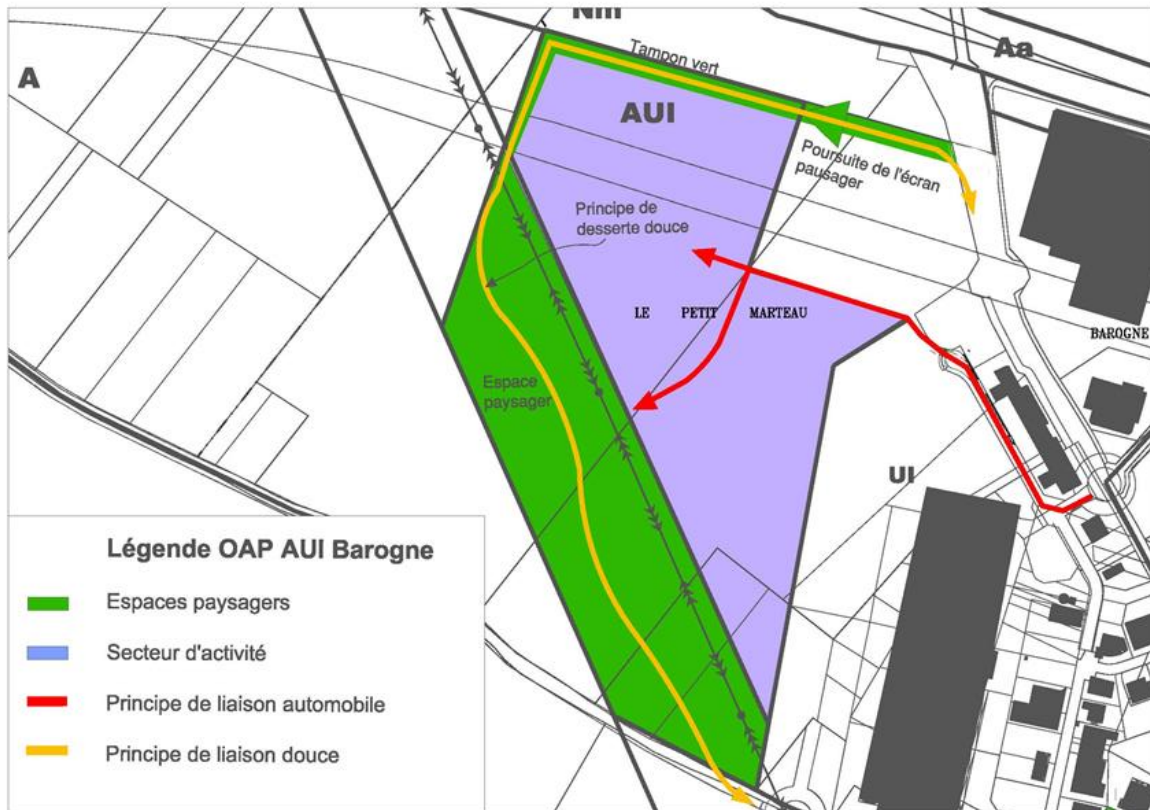 Nm
Aa
A
Tampon vert
AUI
Poursuite de l'écran
pausager
Principe de
desserte douce
LE PETIT MARTEAU
BAROGNE
Espace
paysager
UI
Légende OAP AUI Barogne
Espaces paysagers
Secteur d'activité
Principe de liaison automobile
Principe de liaison douce